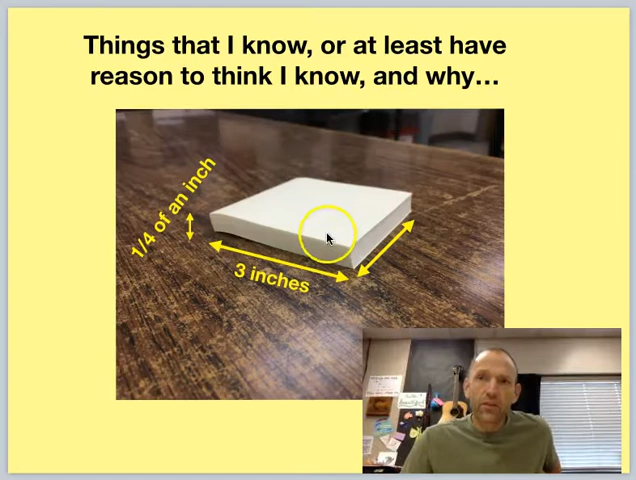 Things that I know, or at least have
reason to think I know, and why…
1/4 of an inch
3 inches